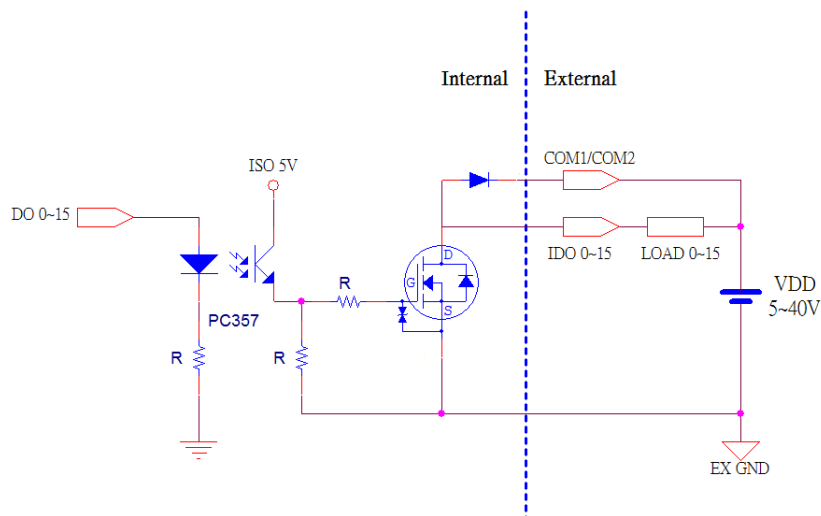 Internal
External
ISO 5V
COM1/COM2
DO 0~15
IDO 0~15
LOAD 0~15
D
G
S
R
VDD
5~40V
PC357
R
R
EX GND